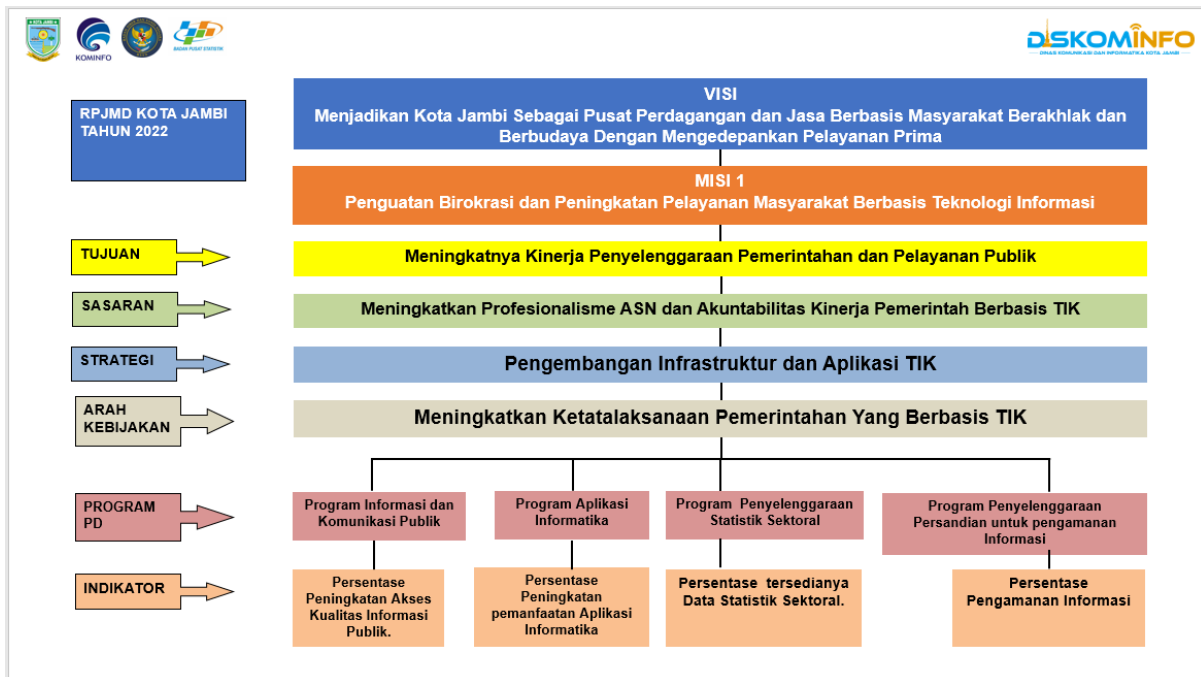 KOMINFO
BADAN PUSAT STATISTIK
DISKOMINFO
DINAS KOMUNIKASI DAN INFORMATIKA KOTA JAMBI
RPJMD KOTA JAMBI
TAHUN 2022
VISI
Menjadikan Kota Jambi Sebagai Pusat Perdagangan dan Jasa Berbasis Masyarakat Berakhlak dan
Berbudaya Dengan Mengedepankan Pelayanan Prima
MISI 1
Penguatan Birokrasi dan Peningkatan Pelayanan Masyarakat Berbasis Teknologi Informasi
TUJUAN
Meningkatnya Kinerja Penyelenggaraan Pemerintahan dan Pelayanan Publik
SASARAN
Meningkatkan Profesionalisme ASN dan Akuntabilitas Kinerja Pemerintah Berbasis TIK
STRATEGI
Pengembangan Infrastruktur dan Aplikasi TIK
ARAH
KEBIJAKAN
Meningkatkan Ketatalaksanaan Pemerintahan Yang Berbasis TIK
PROGRAM
PD
Program Informasi dan
Komunikasi Publik
Program Aplikasi
Informatika
Program Penyelenggaraan
Statistik Sektoral
Program Penyelenggaraan
Persandian untuk pengamanan
Informasi
INDIKATOR
Persentase
Peningkatan Akses
Kualitas Informasi
Publik.
Persentase
Peningkatan
pemanfaatan Aplikasi
Informatika
Persentase tersedianya
Data Statistik Sektoral.
Persentase
Pengamanan Informasi